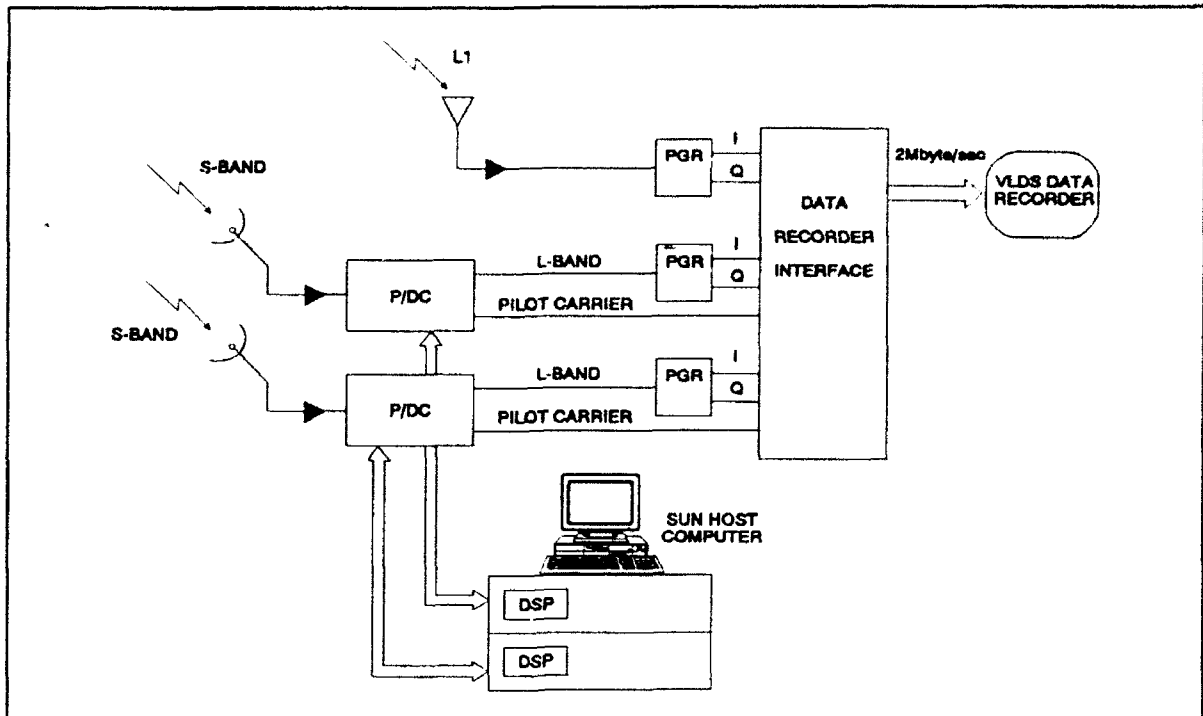 L1
PGR
I
Q
2Mbyte/sec
VLDS DATA
RECORDER
S-BAND
DATA
RECORDER
INTERFACE
P/DC
L-BAND
PGR
I
Q
PILOT CARRIER
S-BAND
P/DC
L-BAND
PGR
I
Q
PILOT CARRIER
SUN HOST
COMPUTER
DSP
DSP